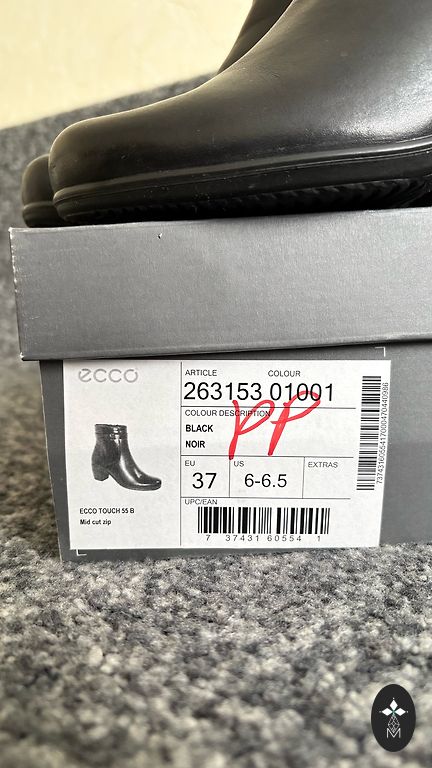 ecco
ARTICLE COLOUR
263153 01001
COLOUR DESCRIPTION
BLACK
NOIR
PP
EU US EXTRAS
37 6-6.5
ECCO TOUCH 55 B
Mid cut zip
UPC/EAN
7 37431 60554 1
M